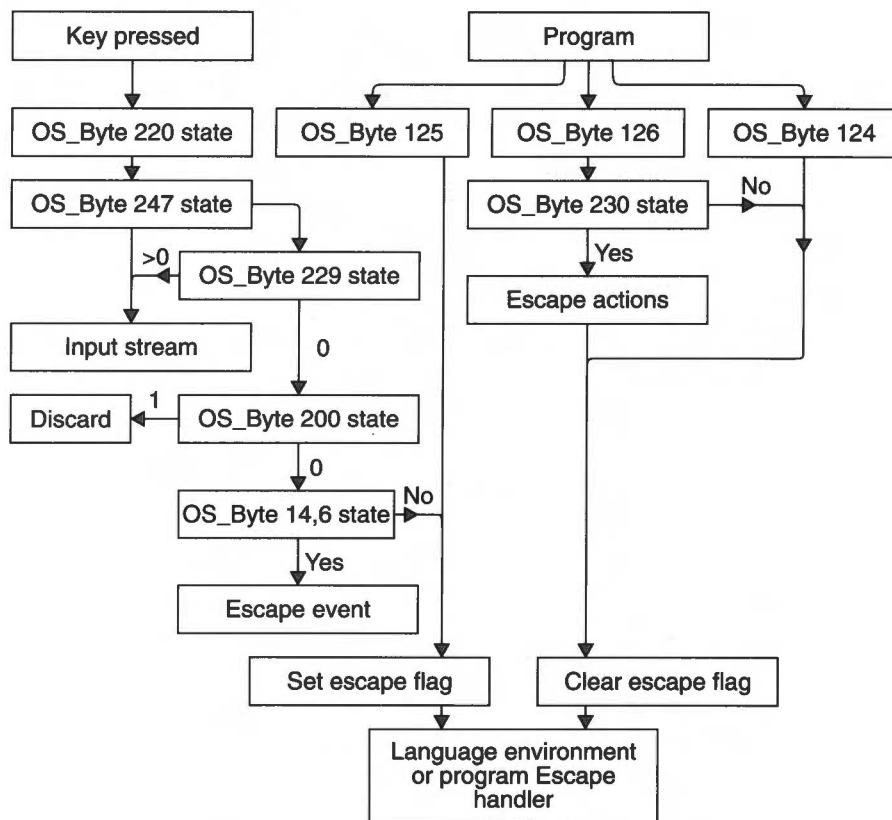 Key pressed
Program
OS_Byte 220 state
OS_Byte 125
OS_Byte 126
OS_Byte 124
OS_Byte 247 state
OS_Byte 230 state
No
>0
OS_Byte 229 state
Yes
Escape actions
Input stream
0
Discard
1
OS_Byte 200 state
0
OS_Byte 14,6 state
No
Yes
Escape event
Set escape flag
Clear escape flag
Language environment
or program Escape
handler